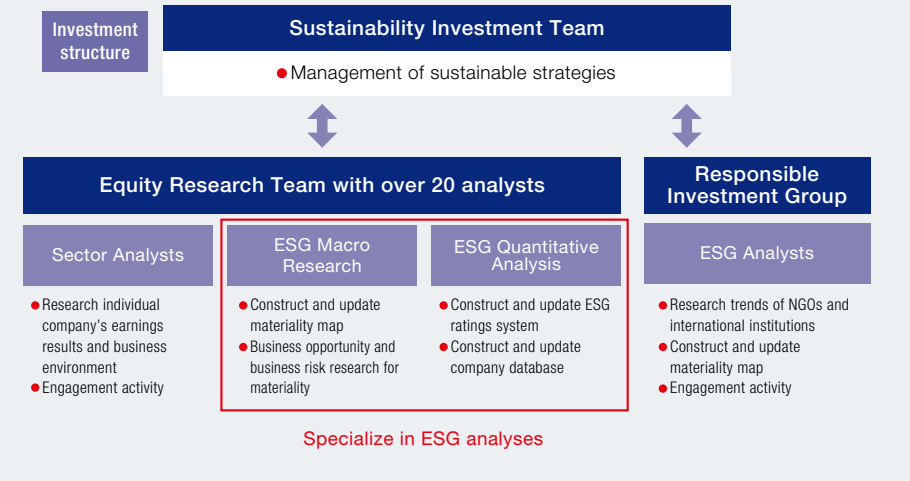 Investment
structure
Sustainability Investment Team
● Management of sustainable strategies
Equity Research Team with over 20 analysts
Responsible
Investment Group
Sector Analysts
● Research individual
company's earnings
results and business
environment
● Engagement activity
ESG Macro
Research
● Construct and update
materiality map
● Business opportunity and
business risk research for
materiality
ESG Quantitative
Analysis
● Construct and update ESG
ratings system
● Construct and update
company database
ESG Analysts
● Research trends of NGOs and
international institutions
● Construct and update
materiality map
● Engagement activity
Specialize in ESG analyses